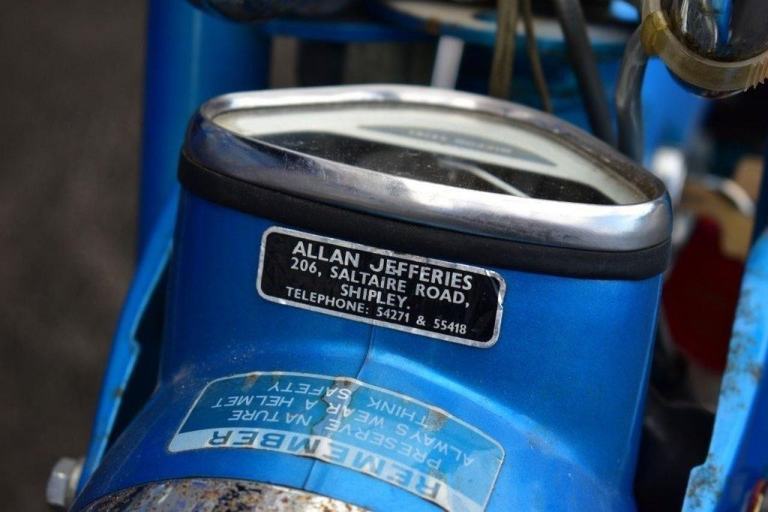 ALLAN JEFFERIES
206, SALTAIRE ROAD,
SHIPLEY.
TELEPHONE: 54271 & 55418
REMEMBER
PRESERVE NATURE
ALWAYS WEAR A HELMET
THINK SAFETY